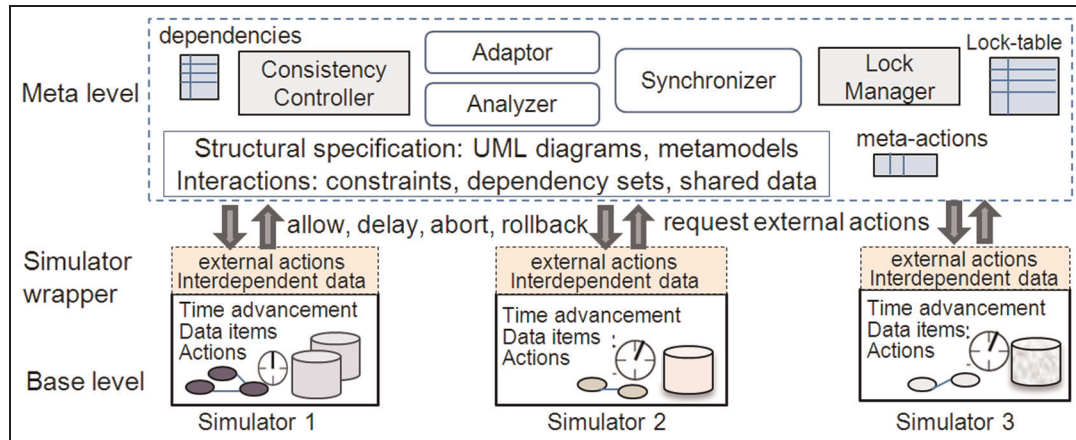 dependencies
Lock-table
Meta level
Consistency
Controller
Adaptor
Analyzer
Synchronizer
Lock
Manager
meta-actions
Structural specification: UML diagrams, metamodels
Interactions: constraints, dependency sets, shared data
allow, delay, abort, rollback
request external actions
Simulator
wrapper
external actions
Interdependent data
external actions
Interdependent data
external actions
Interdependent data
Base level
Time advancement
Data items
Actions
Time advancement
Data items :
Actions
Time advancement
Data items :
Actions
Simulator 1
Simulator 2
Simulator 3